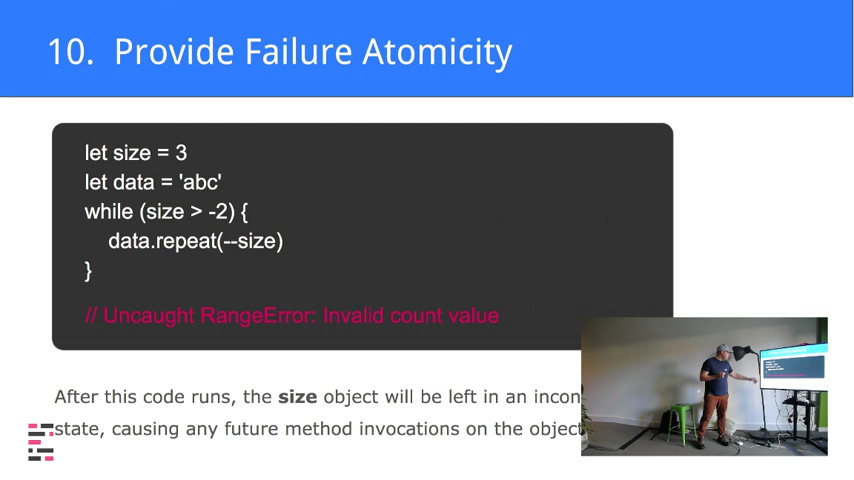 10. Provide Failure Atomicity
let size = 3
let data = 'abc'
while (size > -2) {
data.repeat(--size)
}
// Uncaught RangeError: Invalid count value
After this code runs, the size object will be left in an
state, causing any future method invocations on the object